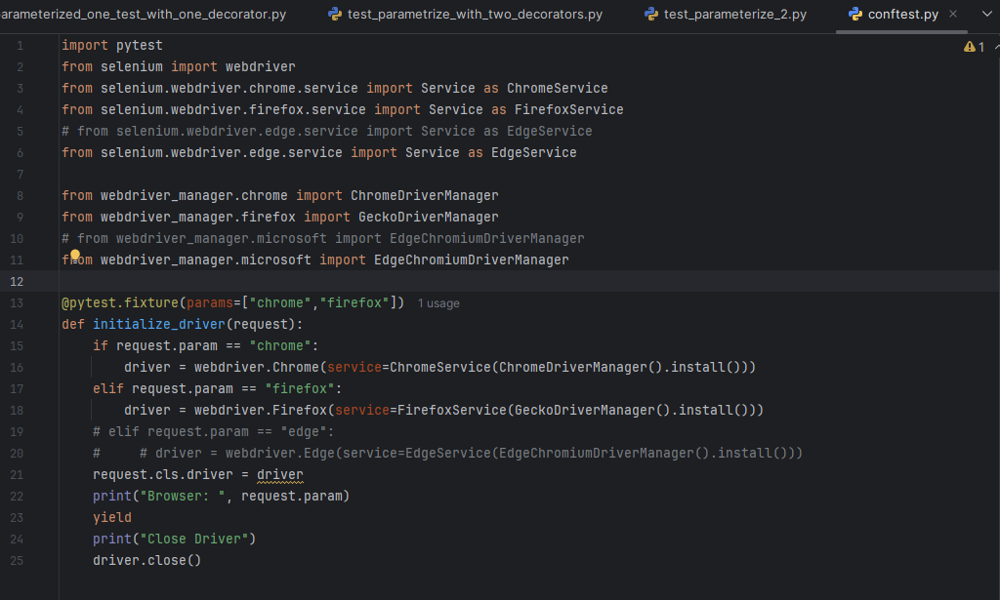 arameterized_one_test_with_one_decorator.py test_parametrize_with_two_decorators.py test_parameterize_2.py conftest.py
1 import pytest 1
2 from selenium import webdriver
3 from selenium.webdriver.chrome.service import Service as ChromeService
4 from selenium.webdriver.firefox.service import Service as FirefoxService
5 # from selenium.webdriver.edge.service import Service as EdgeService
6 from selenium.webdriver.edge.service import Service as EdgeService
7
8 from webdriver_manager.chrome import ChromeDriverManager
9 from webdriver_manager.firefox import GeckoDriverManager
10 # from webdriver_manager.microsoft import EdgeChromiumDriverManager
11 from webdriver_manager.microsoft import EdgeChromiumDriverManager
12
13 @pytest.fixture(params=["chrome","firefox"]) 1 usage
14 def initialize_driver(request):
15     if request.param == "chrome":
16         driver = webdriver.Chrome(service=ChromeService(ChromeDriverManager().install()))
17     elif request.param == "firefox":
18         driver = webdriver.Firefox(service=FirefoxService(GeckoDriverManager().install()))
19     # elif request.param == "edge":
20     #     # driver = webdriver.Edge(service=EdgeService(EdgeChromiumDriverManager().install()))
21     request.cls.driver = driver
22     print("Browser: ", request.param)
23     yield
24     print("Close Driver")
25     driver.close()